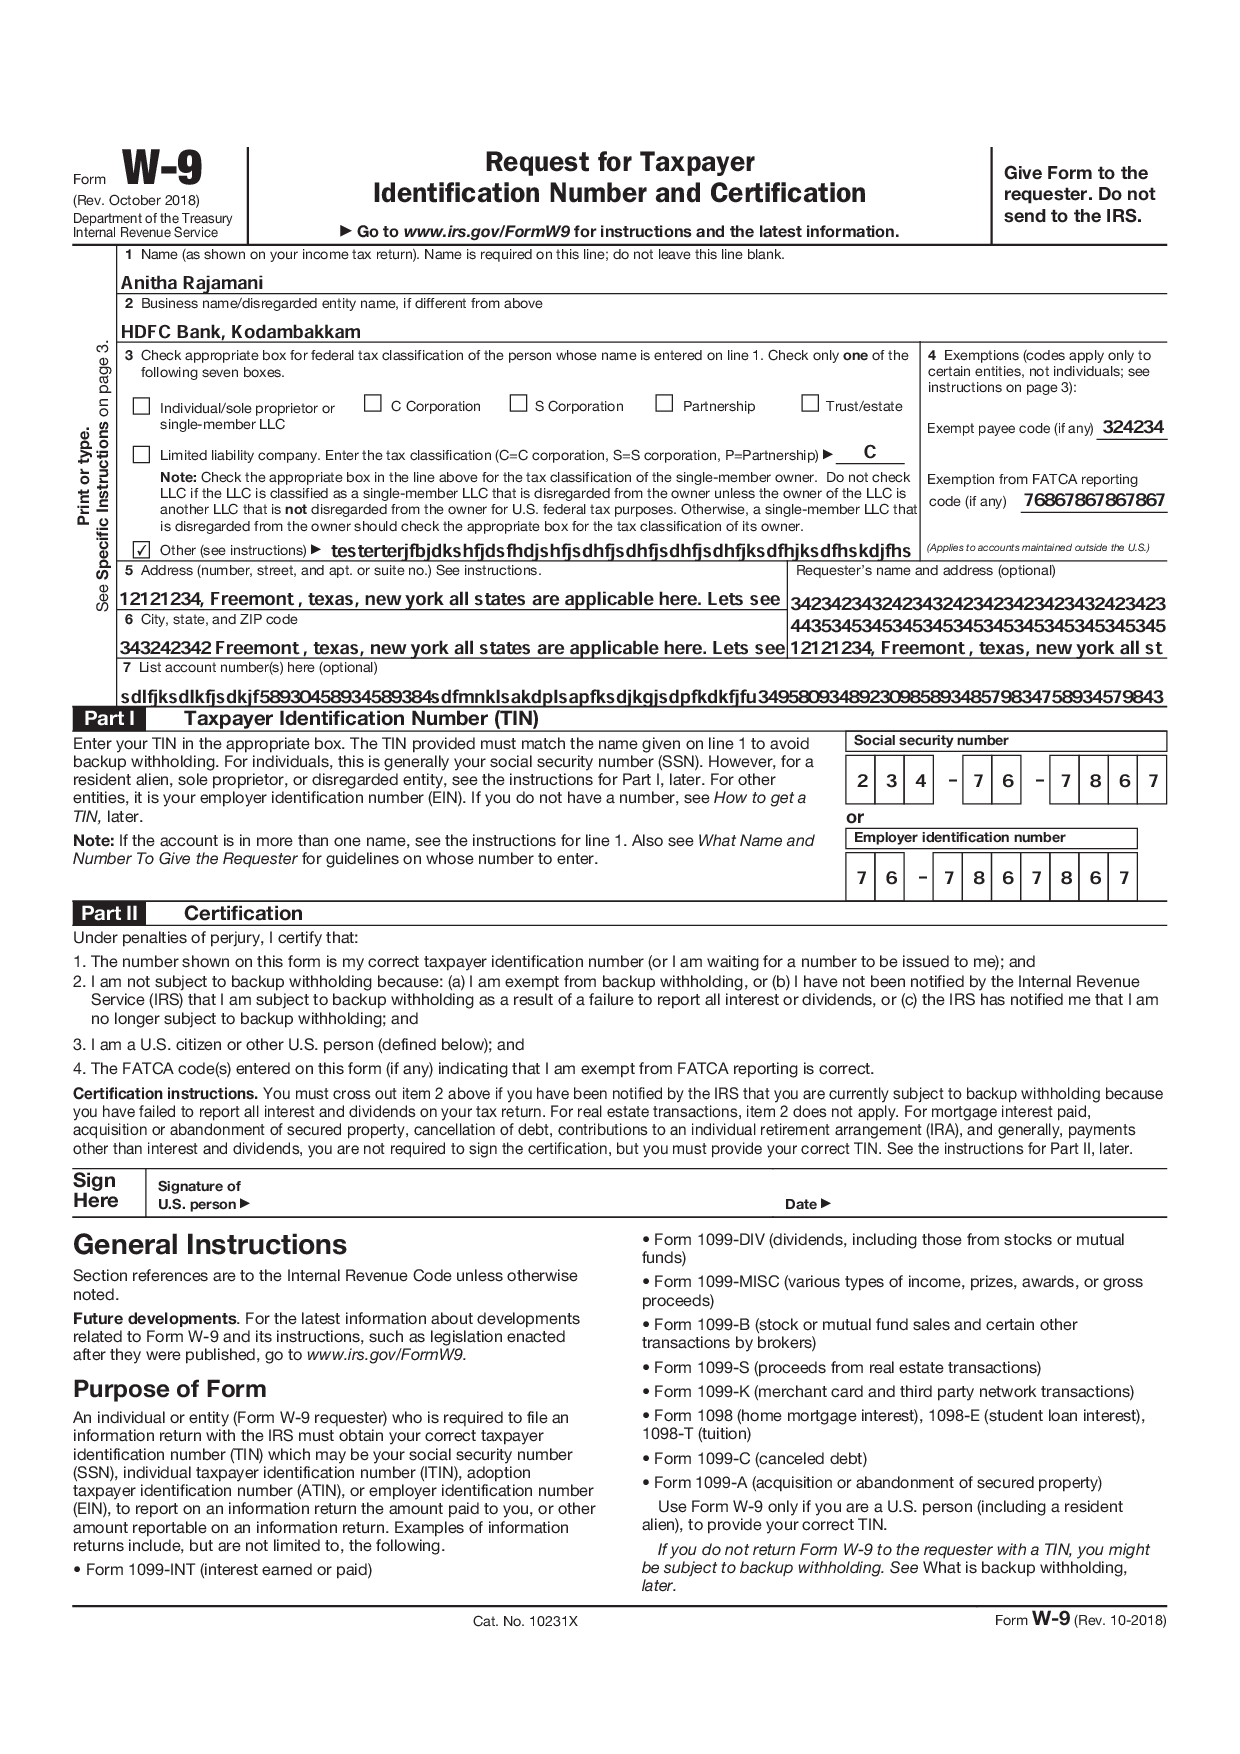 Form W-9
(Rev. October 2018)
Department of the Treasury
Internal Revenue Service
Request for Taxpayer
Identification Number and Certification
▶ Go to www.irs.gov/FormW9 for instructions and the latest information.
Give Form to the
requester. Do not
send to the IRS.
Print or type.
See Specific Instructions on page 3.
1 Name (as shown on your income tax return). Name is required on this line; do not leave this line blank.
Anitha Rajamani
2 Business name/disregarded entity name, if different from above
HDFC Bank, Kodambakkam
3 Check appropriate box for federal tax classification of the person whose name is entered on line 1. Check only one of the
following seven boxes.
Individual/sole proprietor or
single-member LLC
C Corporation
S Corporation
Partnership
Trust/estate
Limited liability company. Enter the tax classification (C=C corporation, S=S corporation, P=Partnership) ▶ C
Note: Check the appropriate box in the line above for the tax classification of the single-member owner. Do not check
LLC if the LLC is classified as a single-member LLC that is disregarded from the owner unless the owner of the LLC is
another LLC that is not disregarded from the owner for U.S. federal tax purposes. Otherwise, a single-member LLC that
is disregarded from the owner should check the appropriate box for the tax classification of its owner.
✓ Other (see instructions) ▶ testerterjfbjdkshfjdsfhdjshfjsdhfjsdhfjsdhfjsdhfjksdfhjksdfhskdjfhs
4 Exemptions (codes apply only to
certain entities, not individuals; see
instructions on page 3):
Exempt payee code (if any) 324234
Exemption from FATCA reporting
code (if any) 76867867867867
(Applies to accounts maintained outside the U.S.)
5 Address (number, street, and apt. or suite no.) See instructions.
12121234, Freemont , texas, new york all states are applicable here. Lets see
6 City, state, and ZIP code
343242342 Freemont , texas, new york all states are applicable here. Lets see
Requester's name and address (optional)
3423423432423432423423423423432423423
4435345345345345345345345345345345345
12121234, Freemont , texas, new york all st
7 List account number(s) here (optional)
sdlfjksdlkfjsdkjf58930458934589384sdfmnklsakdplsapfksdjkgjsdpfkdkfjfu3495809348923098589348579834758934579843
Part I Taxpayer Identification Number (TIN)
Enter your TIN in the appropriate box. The TIN provided must match the name given on line 1 to avoid
backup withholding. For individuals, this is generally your social security number (SSN). However, for a
resident alien, sole proprietor, or disregarded entity, see the instructions for Part I, later. For other
entities, it is your employer identification number (EIN). If you do not have a number, see How to get a
TIN, later.
Note: If the account is in more than one name, see the instructions for line 1. Also see What Name and
Number To Give the Requester for guidelines on whose number to enter.
Social security number
2 3 4 – 7 6 – 7 8 6 7
or
Employer identification number
7 6 – 7 8 6 7 8 6 7
Part II Certification
Under penalties of perjury, I certify that:
1. The number shown on this form is my correct taxpayer identification number (or I am waiting for a number to be issued to me); and
2. I am not subject to backup withholding because: (a) I am exempt from backup withholding, or (b) I have not been notified by the Internal Revenue
Service (IRS) that I am subject to backup withholding as a result of a failure to report all interest or dividends, or (c) the IRS has notified me that I am
no longer subject to backup withholding; and
3. I am a U.S. citizen or other U.S. person (defined below); and
4. The FATCA code(s) entered on this form (if any) indicating that I am exempt from FATCA reporting is correct.
Certification instructions. You must cross out item 2 above if you have been notified by the IRS that you are currently subject to backup withholding because
you have failed to report all interest and dividends on your tax return. For real estate transactions, item 2 does not apply. For mortgage interest paid,
acquisition or abandonment of secured property, cancellation of debt, contributions to an individual retirement arrangement (IRA), and generally, payments
other than interest and dividends, you are not required to sign the certification, but you must provide your correct TIN. See the instructions for Part II, later.
Sign
Here
Signature of
U.S. person ▶
Date ▶
General Instructions
Section references are to the Internal Revenue Code unless otherwise
noted.
Future developments. For the latest information about developments
related to Form W-9 and its instructions, such as legislation enacted
after they were published, go to www.irs.gov/FormW9.
Purpose of Form
An individual or entity (Form W-9 requester) who is required to file an
information return with the IRS must obtain your correct taxpayer
identification number (TIN) which may be your social security number
(SSN), individual taxpayer identification number (ITIN), adoption
taxpayer identification number (ATIN), or employer identification number
(EIN), to report on an information return the amount paid to you, or other
amount reportable on an information return. Examples of information
returns include, but are not limited to, the following.
• Form 1099-INT (interest earned or paid)
• Form 1099-DIV (dividends, including those from stocks or mutual
funds)
• Form 1099-MISC (various types of income, prizes, awards, or gross
proceeds)
• Form 1099-B (stock or mutual fund sales and certain other
transactions by brokers)
• Form 1099-S (proceeds from real estate transactions)
• Form 1099-K (merchant card and third party network transactions)
• Form 1098 (home mortgage interest), 1098-E (student loan interest),
1098-T (tuition)
• Form 1099-C (canceled debt)
• Form 1099-A (acquisition or abandonment of secured property)
Use Form W-9 only if you are a U.S. person (including a resident
alien), to provide your correct TIN.
If you do not return Form W-9 to the requester with a TIN, you might
be subject to backup withholding. See What is backup withholding,
later.
Cat. No. 10231X
Form W-9 (Rev. 10-2018)